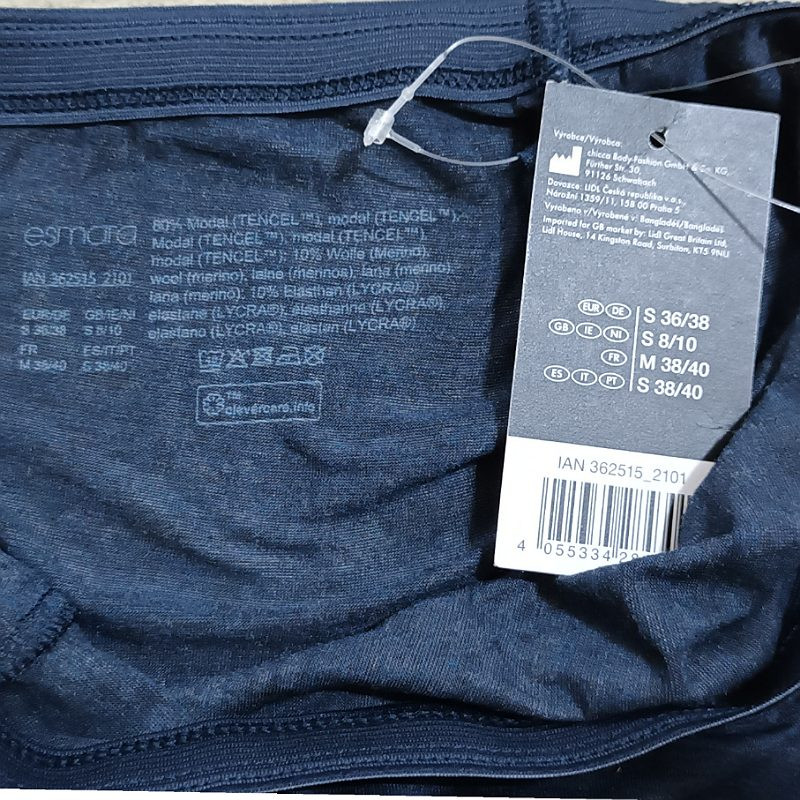 esmara
IAN 362515_2101
EUR/DE GB/IE/NI
S 36/38 S 8/10
FR ES/IT/PT
M 38/40 S 38/40
80% Modal (TENCEL™), modal (TENCEL™),
Modal (TENCEL™), modal (TENCEL™),
modal (TENCEL™); 10% Wolle (Merino),
wool (merino), laine (mérinos), lana (merino),
lana (merino), 10% Elasthan (LYCRA®),
elastane (LYCRA®), élasthanne (LYCRA®),
elastano (LYCRA®), elastan (LYCRA®)
™
clevercare.info
Výrobce/Výrobca:
chicca Body-Fashion GmbH & Co. KG,
Fürther Str. 30,
91126 Schwabach
Dovozce: LIDL Česká republika v.o.s.,
Nárožní 1359/11, 158 00 Praha 5
Vyrobeno v/Vyrobené v: Bangladéš/Bangladéš
Imported for GB market by: Lidl Great Britain Ltd,
Lidl House, 14 Kingston Road, Surbiton, KT5 9NU
EUR DE S 36/38
GB IE NI S 8/10
FR M 38/40
ES IT PT S 38/40
IAN 362515_2101
4 055334